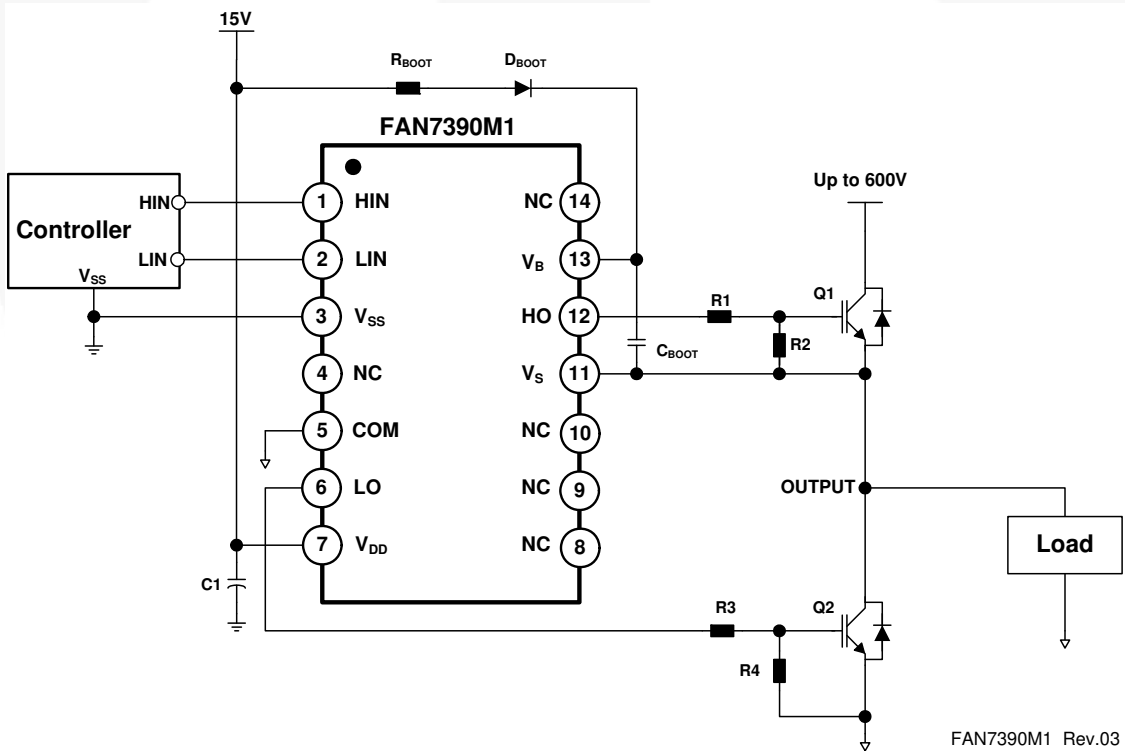 15V
RBOOT
DBOOT
FAN7390M1
Up to 600V
Controller
HIN
LIN
VSS
1 HIN
2 LIN
3 VSS
4 NC
5 COM
6 LO
7 VDD
NC 14
VB 13
HO 12
VS 11
NC 10
NC 9
NC 8
R1
Q1
R2
CBOOT
OUTPUT
Load
C1
R3
Q2
R4
FAN7390M1 Rev.03